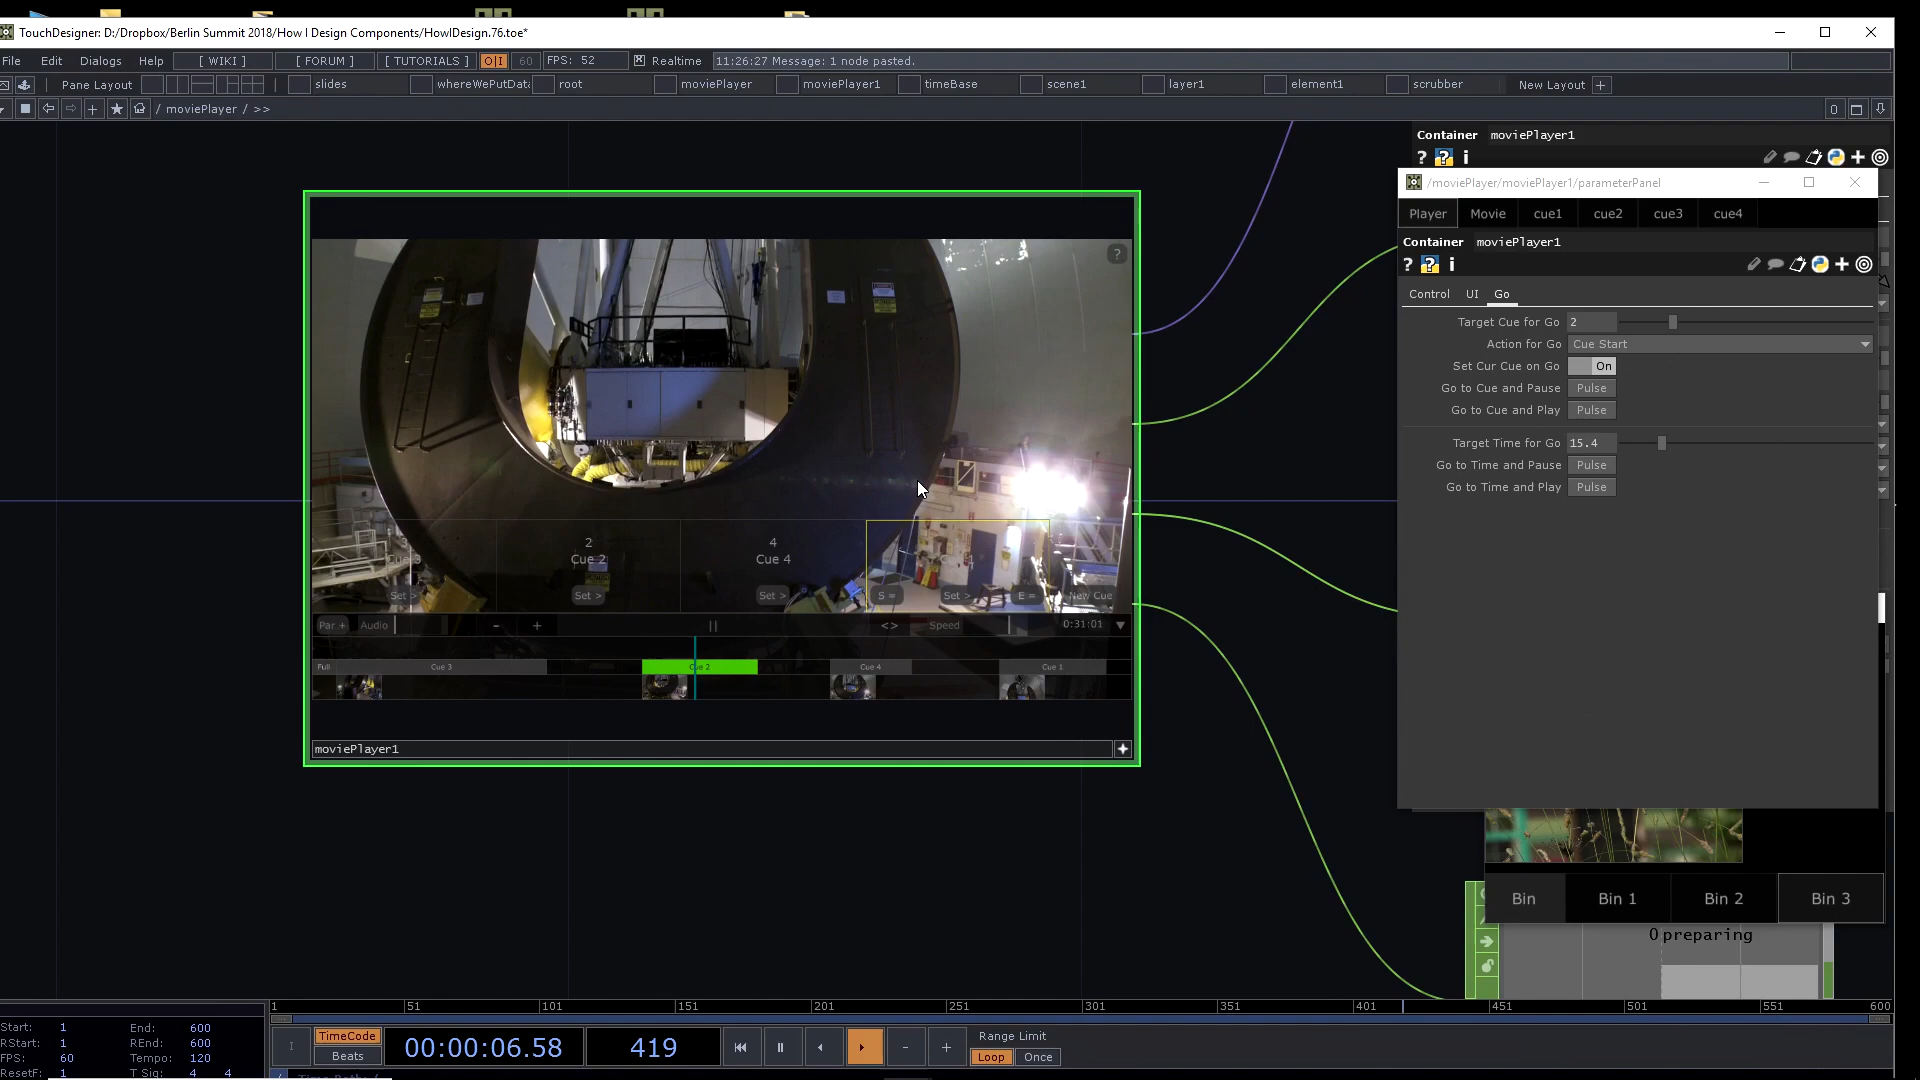 TouchDesigner: D:/Dropbox/Berlin Summit 2018/How I Design Components/HowIDesign.76.toe*
File Edit Dialogs Help [ WIKI ] [ FORUM ] [ TUTORIALS ] O|I 60 FPS: 52 Realtime 11:26:27 Message: 1 node pasted.
Pane Layout slides whereWePutData root moviePlayer moviePlayer1 timeBase scene1 layer1 element1 scrubber New Layout +
/ moviePlayer / >> 0
Container moviePlayer1
? ? i
/moviePlayer/moviePlayer1/parameterPanel
Player Movie cue1 cue2 cue3 cue4
Container moviePlayer1
? ? i
Control UI Go
Target Cue for Go 2
Action for Go Cue Start
Set Cur Cue on Go On
Go to Cue and Pause Pulse
Go to Cue and Play Pulse
Target Time for Go 15.4
Go to Time and Pause Pulse
Go to Time and Play Pulse
?
2 4
Cue 2 Cue 4
Set > Set > Set > S = Set > E = New Cue
Par + Audio - + || <> Speed 0:31:01
Full Cue 3 Cue 2 Cue 4 Cue 1
moviePlayer1
Bin Bin 1 Bin 2 Bin 3
0 preparing
1 51 101 151 201 251 301 351 401 451 501 551 600
Start: 1 End: 600
RStart: 1 REnd: 600
FPS: 60 Tempo: 120
ResetF: 1 T Sig: 4 4
TimeCode
Beats
00:00:06.58 419
Range Limit
Loop Once